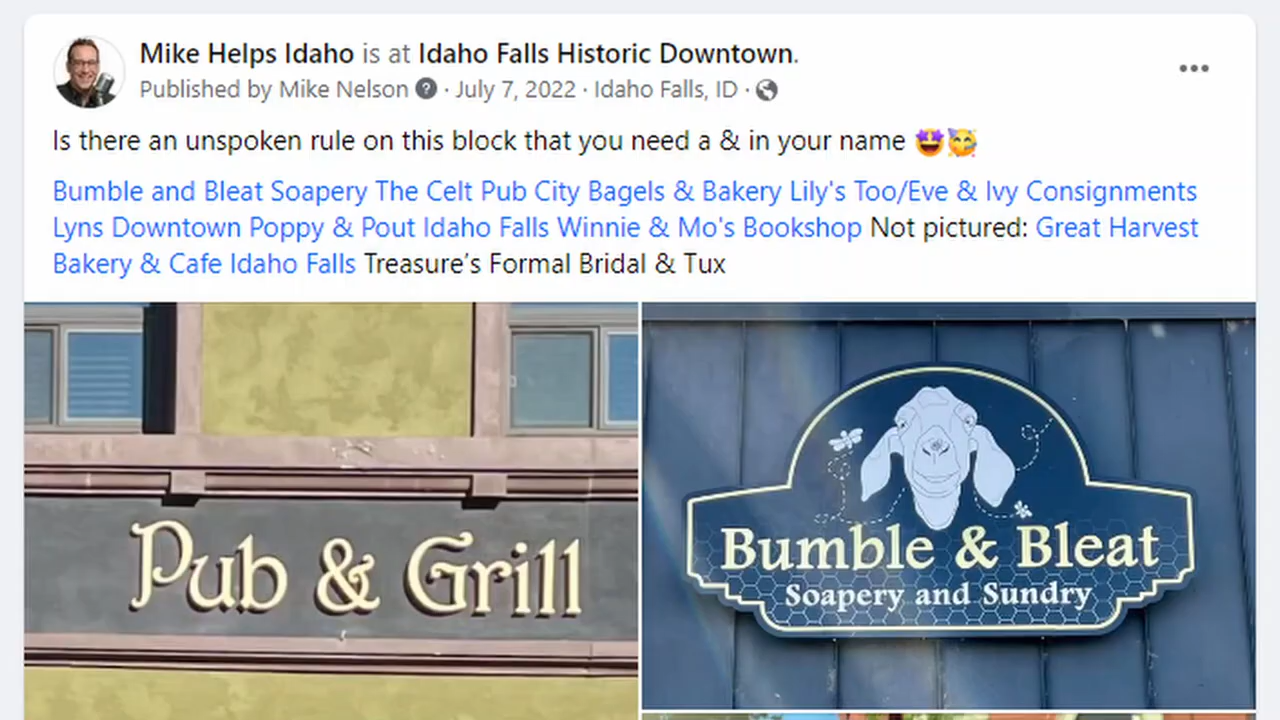 Mike Helps Idaho is at Idaho Falls Historic Downtown.
Published by Mike Nelson · July 7, 2022 · Idaho Falls, ID ·
Is there an unspoken rule on this block that you need a & in your name 🤩🥳
Bumble and Bleat Soapery The Celt Pub City Bagels & Bakery Lily's Too/Eve & Ivy Consignments
Lyns Downtown Poppy & Pout Idaho Falls Winnie & Mo's Bookshop Not pictured: Great Harvest
Bakery & Cafe Idaho Falls Treasure’s Formal Bridal & Tux
Pub & Grill
Bumble & Bleat
Soapery and Sundry